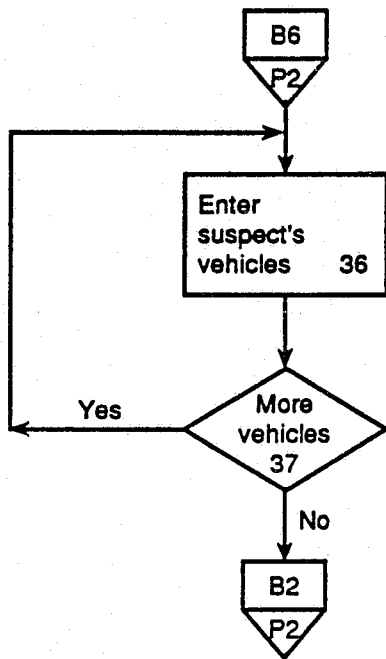 B6
P2
Enter
suspect's
vehicles 36
Yes
More
vehicles
37
No
B2
P2